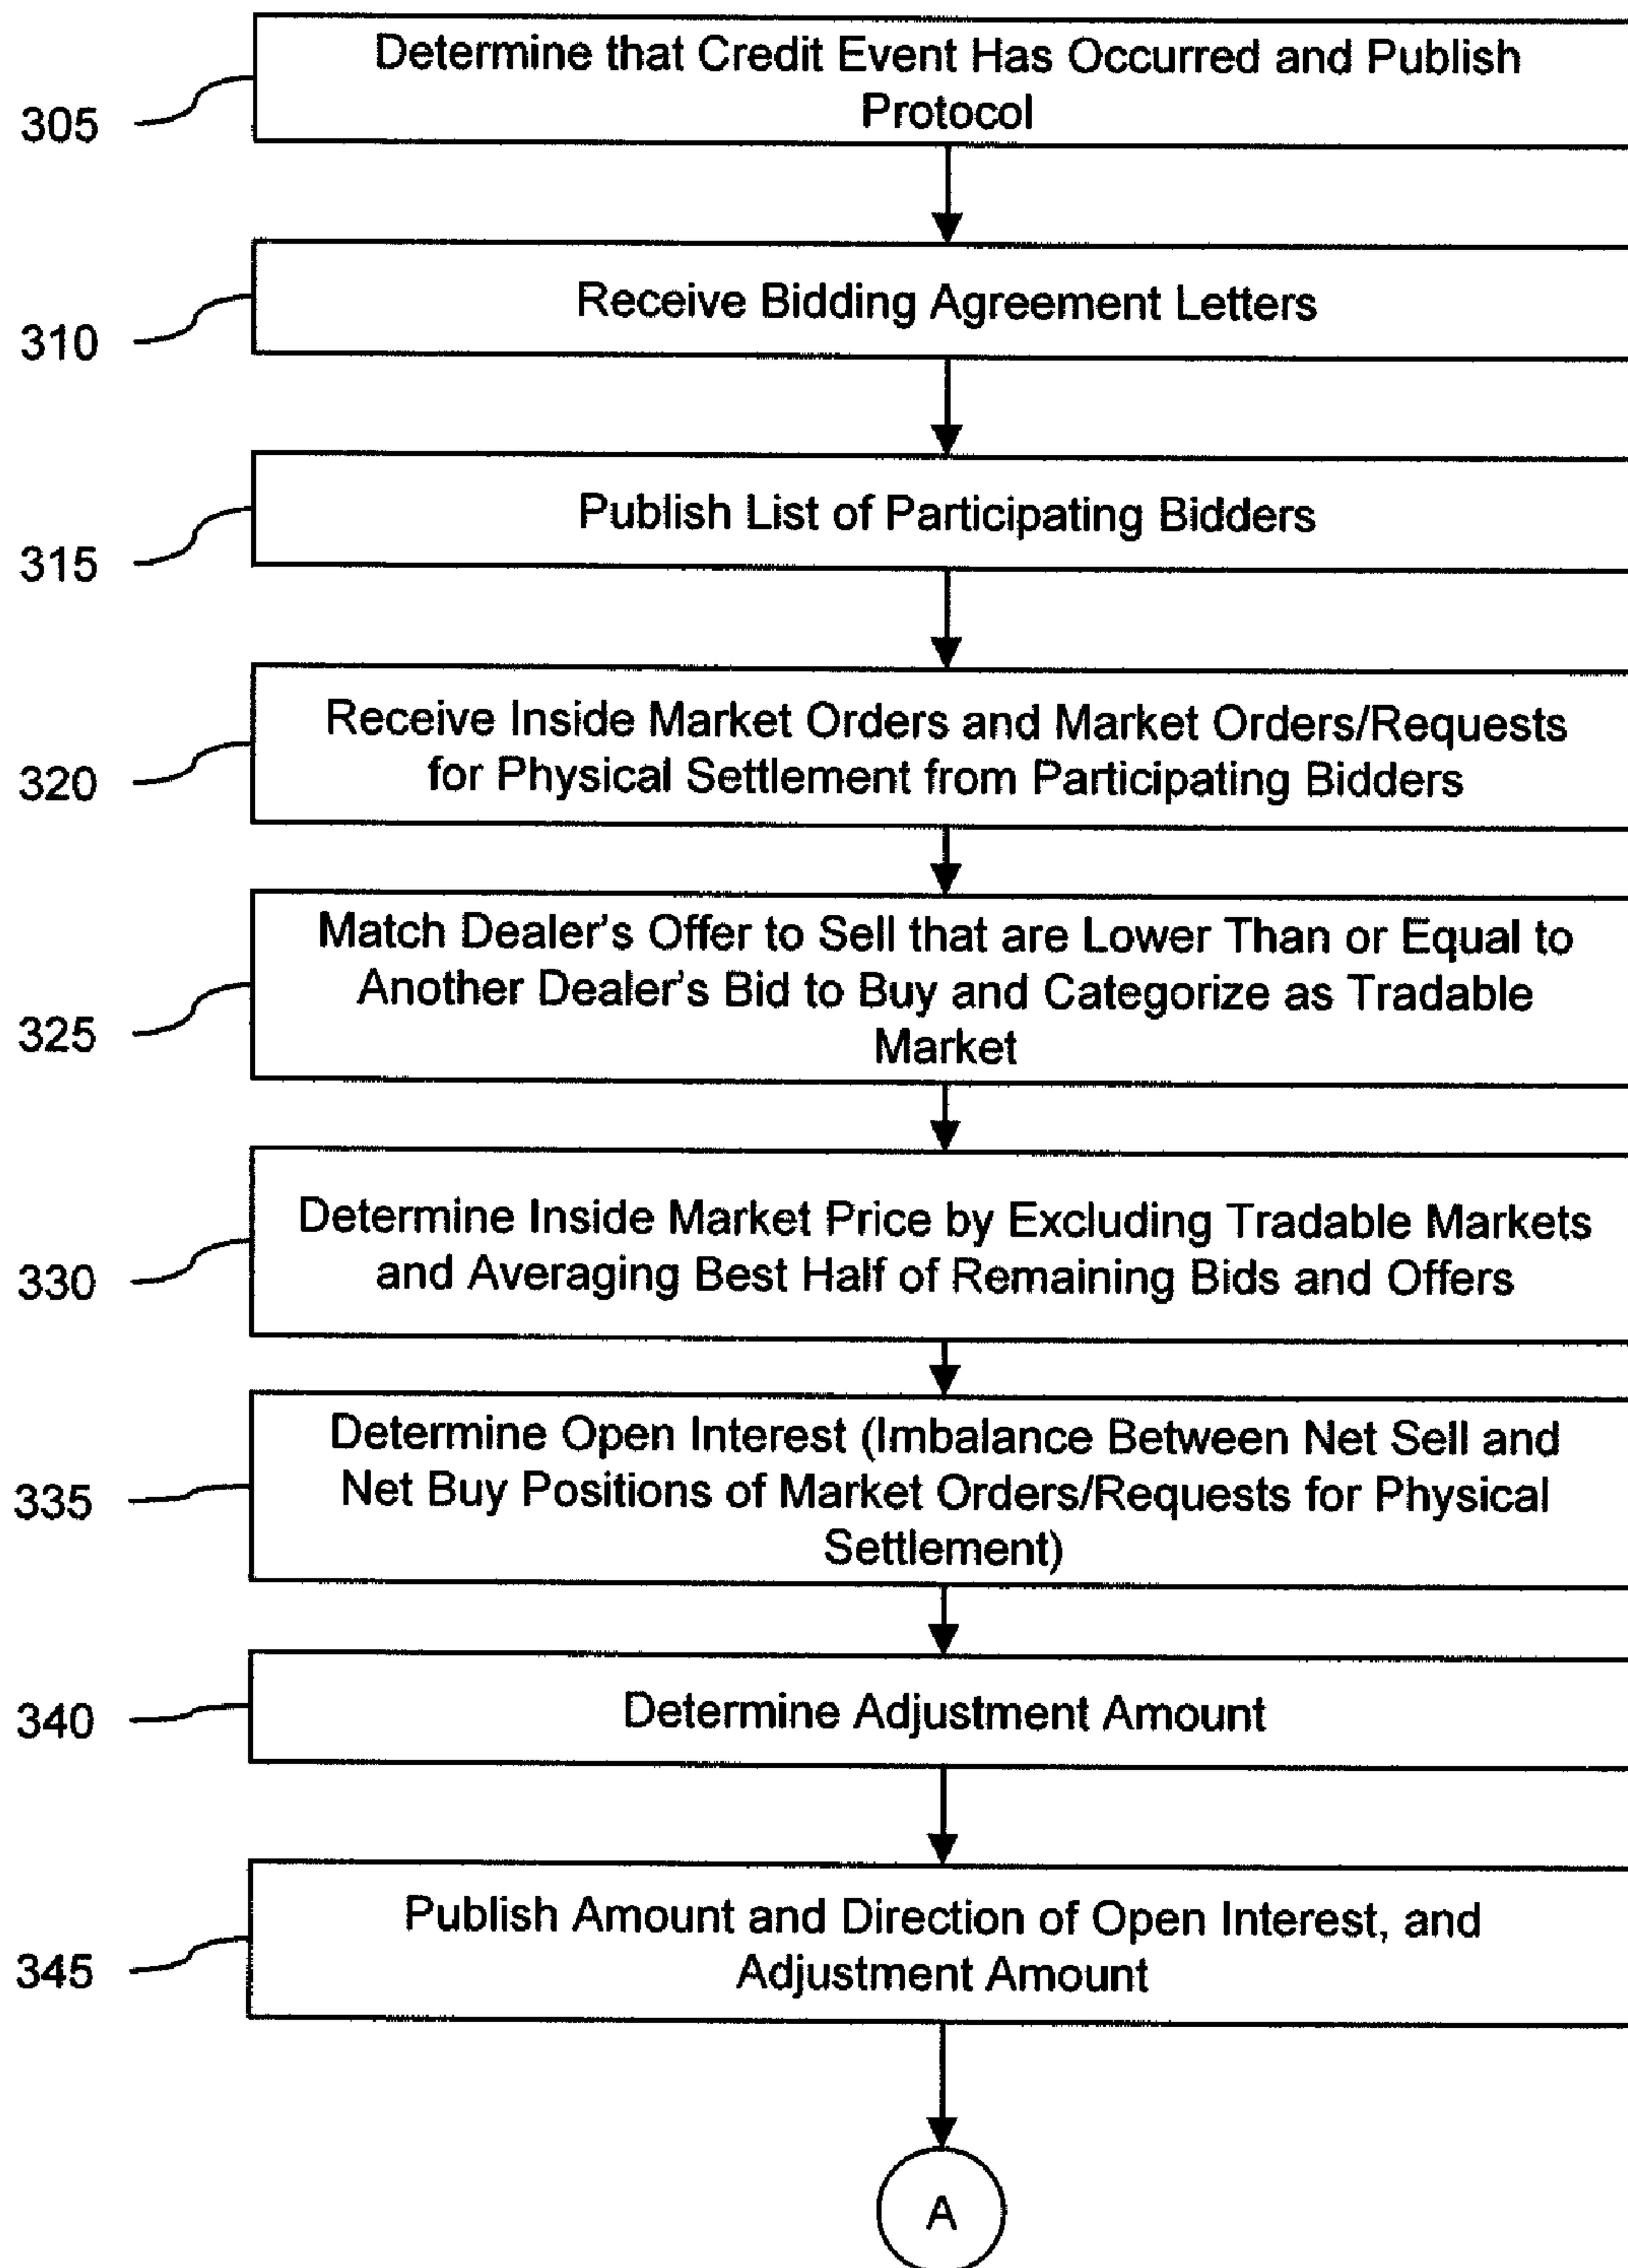 Determine that Credit Event Has Occurred and Publish
Protocol
305
Receive Bidding Agreement Letters
310
Publish List of Participating Bidders
315
Receive Inside Market Orders and Market Orders/Requests
for Physical Settlement from Participating Bidders
320
Match Dealer's Offer to Sell that are Lower Than or Equal to
Another Dealer's Bid to Buy and Categorize as Tradable
Market
325
Determine Inside Market Price by Excluding Tradable Markets
and Averaging Best Half of Remaining Bids and Offers
330
Determine Open Interest (Imbalance Between Net Sell and
Net Buy Positions of Market Orders/Requests for Physical
Settlement)
335
Determine Adjustment Amount
340
Publish Amount and Direction of Open Interest, and
Adjustment Amount
345
A